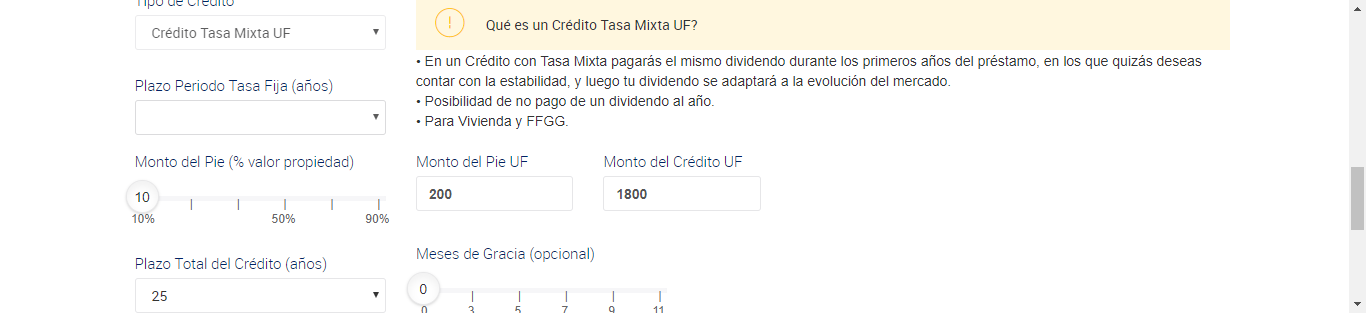 Tipo de Crédito
Crédito Tasa Mixta UF
Qué es un Crédito Tasa Mixta UF?
• En un Crédito con Tasa Mixta pagarás el mismo dividendo durante los primeros años del préstamo, en los que quizás deseas
contar con la estabilidad, y luego tu dividendo se adaptará a la evolución del mercado.
• Posibilidad de no pago de un dividendo al año.
• Para Vivienda y FFGG.
Plazo Periodo Tasa Fija (años)
Monto del Pie (% valor propiedad)
10
10% 50% 90%
Monto del Pie UF
200
Monto del Crédito UF
1800
Plazo Total del Crédito (años)
25
Meses de Gracia (opcional)
0
0 3 5 7 9 11